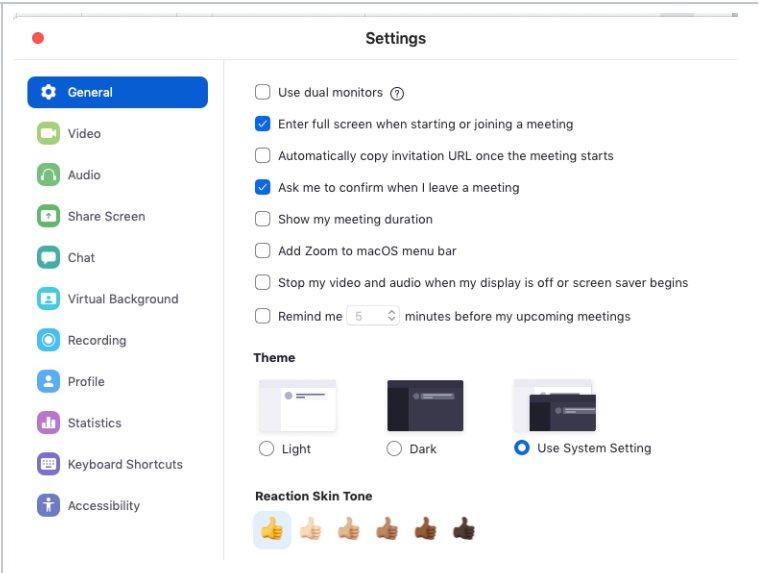 Settings
General
Video
Audio
Share Screen
Chat
Virtual Background
Recording
Profile
Statistics
Keyboard Shortcuts
Accessibility
Use dual monitors ?
Enter full screen when starting or joining a meeting
Automatically copy invitation URL once the meeting starts
Ask me to confirm when I leave a meeting
Show my meeting duration
Add Zoom to macOS menu bar
Stop my video and audio when my display is off or screen saver begins
Remind me 5 minutes before my upcoming meetings
Theme
Light Dark Use System Setting
Reaction Skin Tone